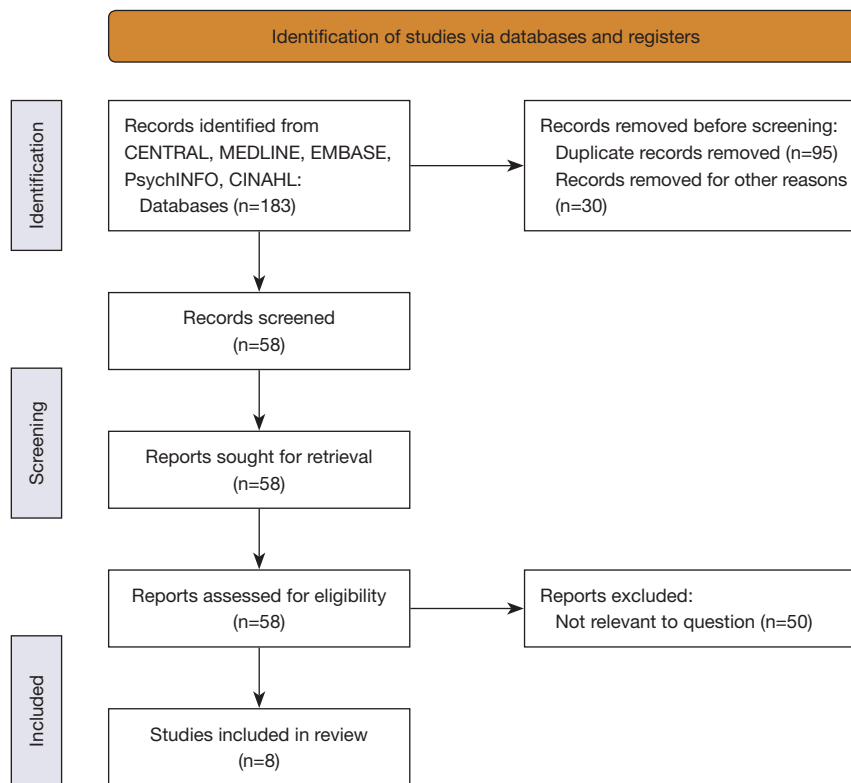 Identification of studies via databases and registers
Identification
Records identified from
CENTRAL, MEDLINE, EMBASE,
PsychINFO, CINAHL:
Databases (n=183)
Records removed before screening:
Duplicate records removed (n=95)
Records removed for other reasons
(n=30)
Records screened
(n=58)
Screening
Reports sought for retrieval
(n=58)
Reports assessed for eligibility
(n=58)
Reports excluded:
Not relevant to question (n=50)
Included
Studies included in review
(n=8)